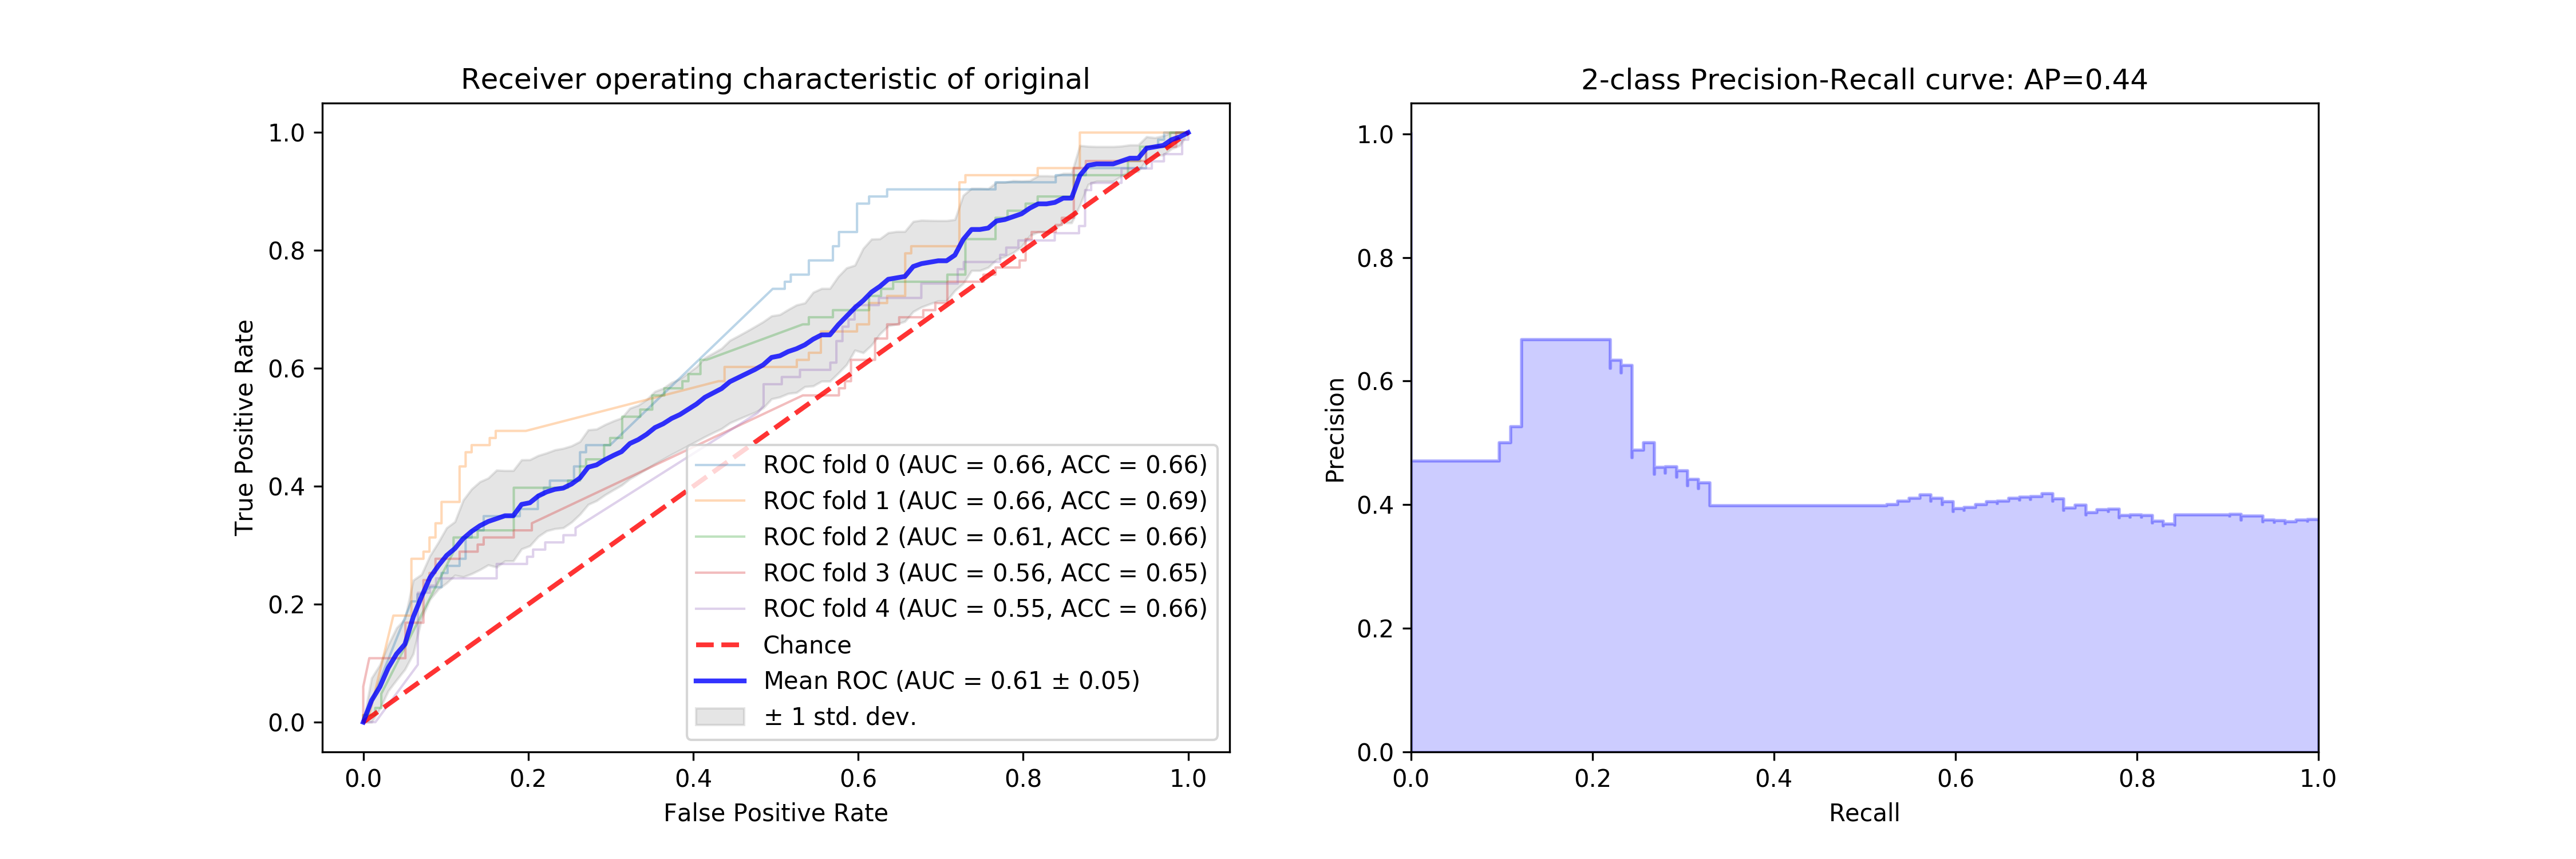 Receiver operating characteristic of original
True Positive Rate
1.0
0.8
0.6
0.4
0.2
0.0
ROC fold 0 (AUC = 0.66, ACC = 0.66)
ROC fold 1 (AUC = 0.66, ACC = 0.69)
ROC fold 2 (AUC = 0.61, ACC = 0.66)
ROC fold 3 (AUC = 0.56, ACC = 0.65)
ROC fold 4 (AUC = 0.55, ACC = 0.66)
Chance
Mean ROC (AUC = 0.61 ± 0.05)
± 1 std. dev.
0.0 0.2 0.4 0.6 0.8 1.0
False Positive Rate
2-class Precision-Recall curve: AP=0.44
Precision
1.0
0.8
0.6
0.4
0.2
0.0
0.0 0.2 0.4 0.6 0.8 1.0
Recall